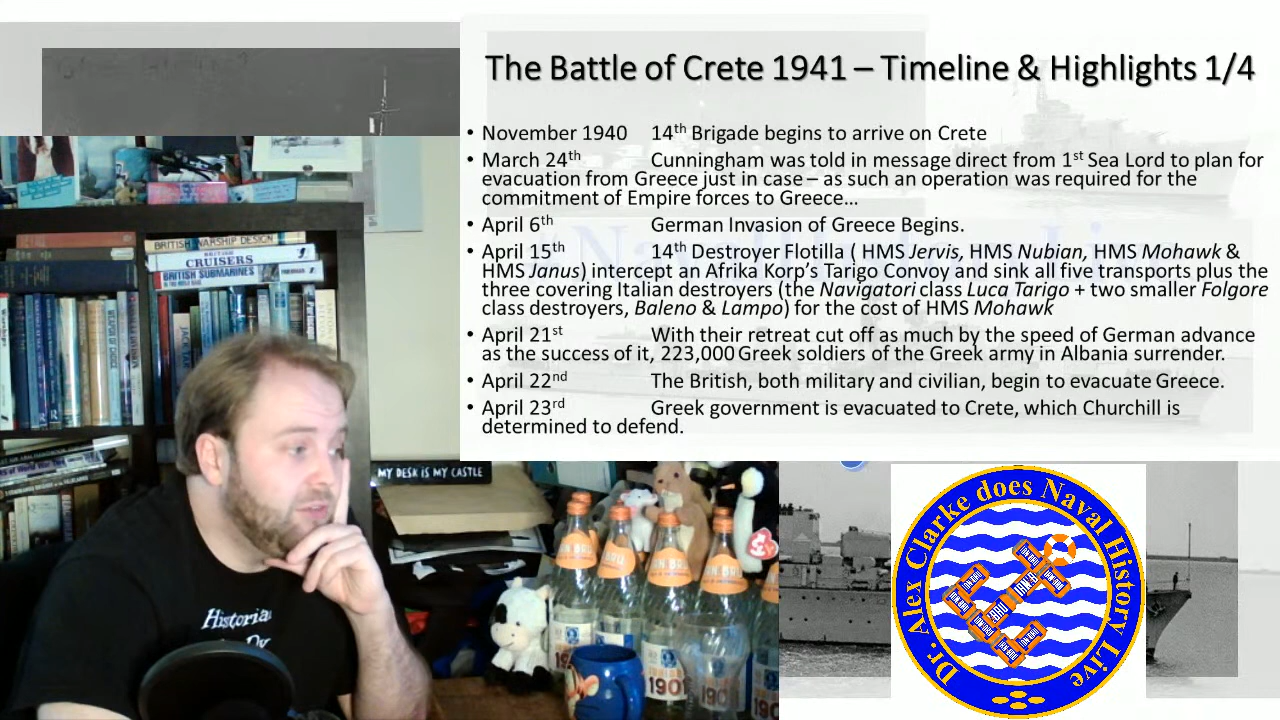 The Battle of Crete 1941 – Timeline & Highlights 1/4
• November 1940 14th Brigade begins to arrive on Crete
• March 24th Cunningham was told in message direct from 1st Sea Lord to plan for
evacuation from Greece just in case – as such an operation was required for the
commitment of Empire forces to Greece…
• April 6th German Invasion of Greece Begins.
• April 15th 14th Destroyer Flotilla ( HMS Jervis, HMS Nubian, HMS Mohawk &
HMS Janus) intercept an Afrika Korp's Tarigo Convoy and sink all five transports plus the
three covering Italian destroyers (the Navigatori class Luca Tarigo + two smaller Folgore
class destroyers, Baleno & Lampo) for the cost of HMS Mohawk
• April 21st With their retreat cut off as much by the speed of German advance
as the success of it, 223,000 Greek soldiers of the Greek army in Albania surrender.
• April 22nd The British, both military and civilian, begin to evacuate Greece.
• April 23rd Greek government is evacuated to Crete, which Churchill is
determined to defend.
BRITISH WARSHIP DESIGN
BRITISH
CRUISERS
BRITISH SUBMARINES
MY DESK IS MY CASTLE
Historian
Dr. Alex Clarke does Naval History Live
1901